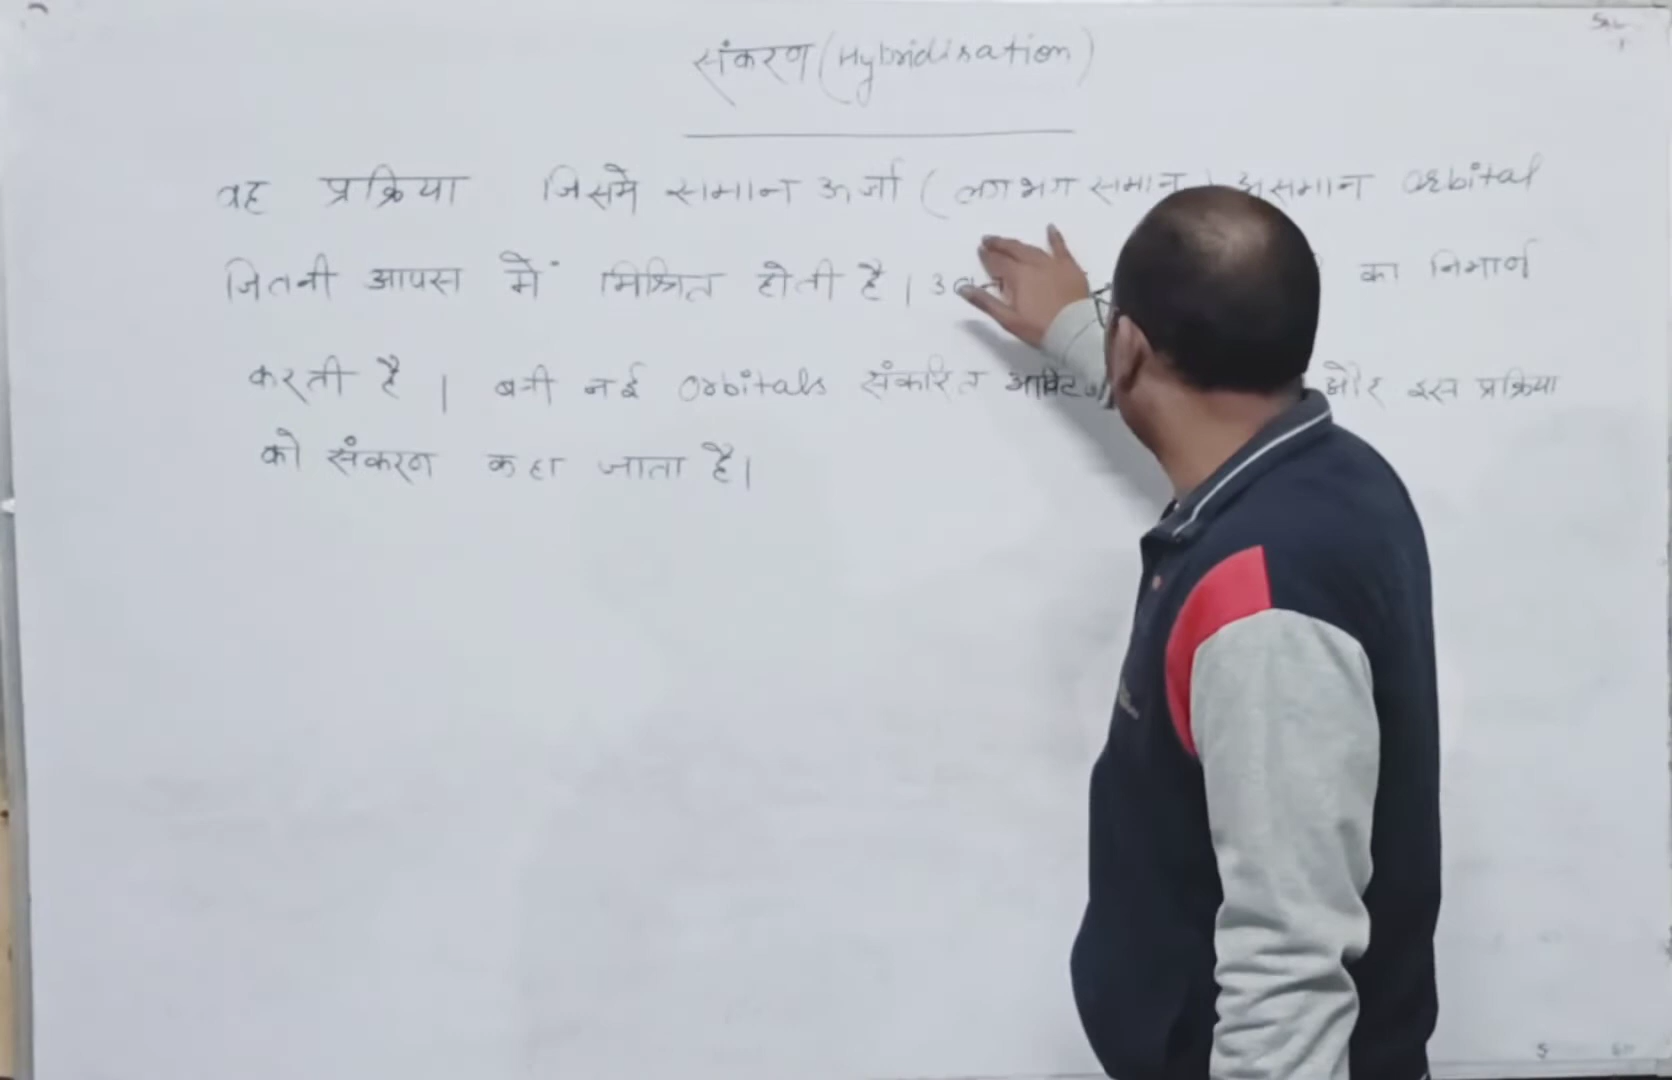 संकरण (Hybridisation)
वह प्रक्रिया जिसमे समान ऊर्जा (लगभग समान) असमान orbital
जितनी आपस में मिश्रित होती है। उतनी का निमार्ण
करती है। बनी नई orbitals संकरित और इस प्रक्रिया
को संकरण कहा जाता है।